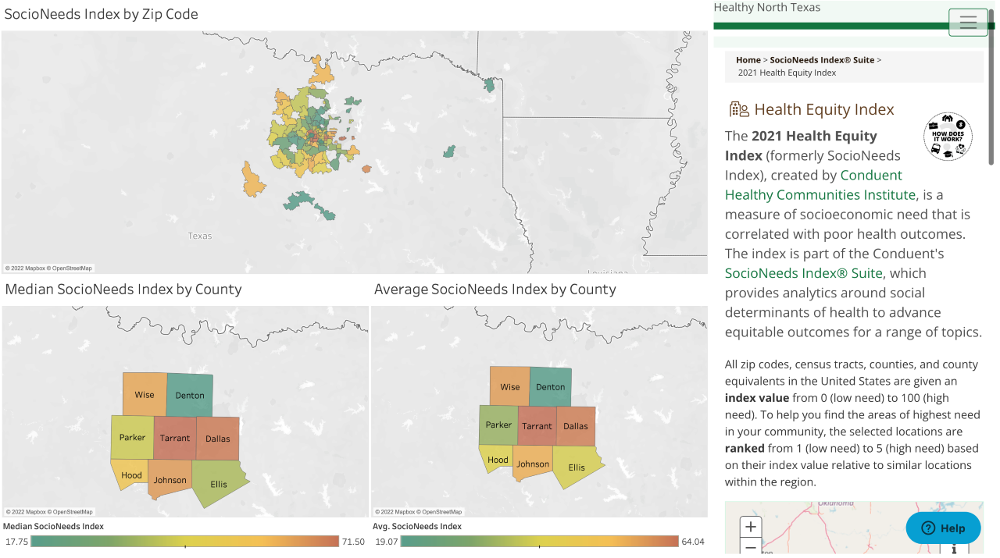 SocioNeeds Index by Zip Code
Texas
© 2022 Mapbox © OpenStreetMap
Median SocioNeeds Index by County
Wise
Denton
Parker
Tarrant
Dallas
Hood
Johnson
Ellis
© 2022 Mapbox © OpenStreetMap
Median SocioNeeds Index
17.75
71.50
Average SocioNeeds Index by County
Wise
Denton
Parker
Tarrant
Dallas
Hood
Johnson
Ellis
© 2022 Mapbox © OpenStreetMap
Avg. SocioNeeds Index
19.07
64.04
Healthy North Texas
Home > SocioNeeds Index® Suite >
2021 Health Equity Index
Health Equity Index
HOW DOES
IT WORK?
The 2021 Health Equity
Index (formerly SocioNeeds
Index), created by Conduent
Healthy Communities Institute, is a
measure of socioeconomic need that is
correlated with poor health outcomes.
The index is part of the Conduent's
SocioNeeds Index® Suite, which
provides analytics around social
determinants of health to advance
equitable outcomes for a range of topics.
All zip codes, census tracts, counties, and county
equivalents in the United States are given an
index value from 0 (low need) to 100 (high
need). To help you find the areas of highest need
in your community, the selected locations are
ranked from 1 (low need) to 5 (high need) based
on their index value relative to similar locations
within the region.
Oklahoma
+
−
Help